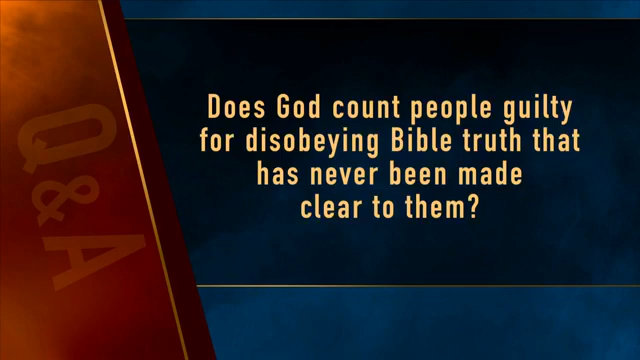 Q&A
Does God count people guilty
for disobeying Bible truth that
has never been made
clear to them?